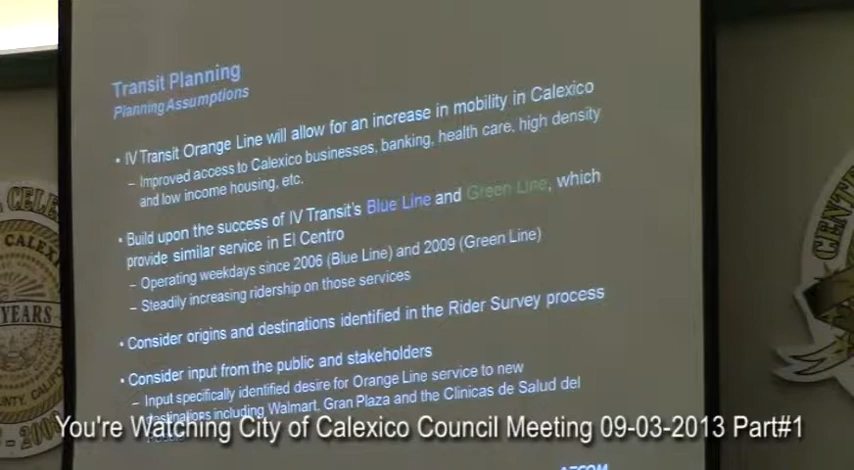 Transit Planning
Planning Assumptions
• IV Transit Orange Line will allow for an increase in mobility in Calexico
– Improved access to Calexico businesses, banking, health care, high density
and low income housing, etc.
• Build upon the success of IV Transit's Blue Line and Green Line, which
provide similar service in El Centro
– Operating weekdays since 2006 (Blue Line) and 2009 (Green Line)
– Steadily increasing ridership on those services
• Consider origins and destinations identified in the Rider Survey process
• Consider input from the public and stakeholders
– Input specifically identified desire for Orange Line service to new
destinations including Walmart, Gran Plaza and the Clinicas de Salud del
You're Watching City of Calexico Council Meeting 09-03-2013 Part#1
AECOM
CALEXI
YEARS
COUNTY, CALIF